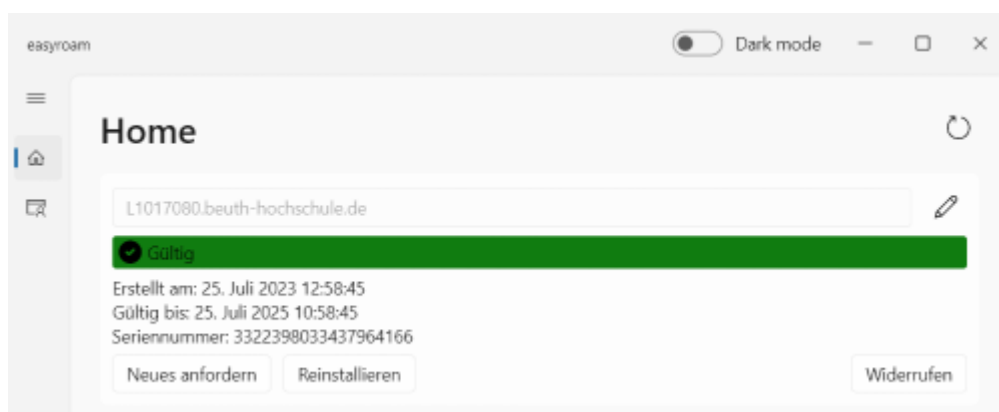 easyroam
Dark mode
Home
L1017080.beuth-hochschule.de
Gültig
Erstellt am: 25. Juli 2023 12:58:45
Gültig bis: 25. Juli 2025 10:58:45
Seriennummer: 3322398033437964166
Neues anfordern
Reinstallieren
Widerrufen